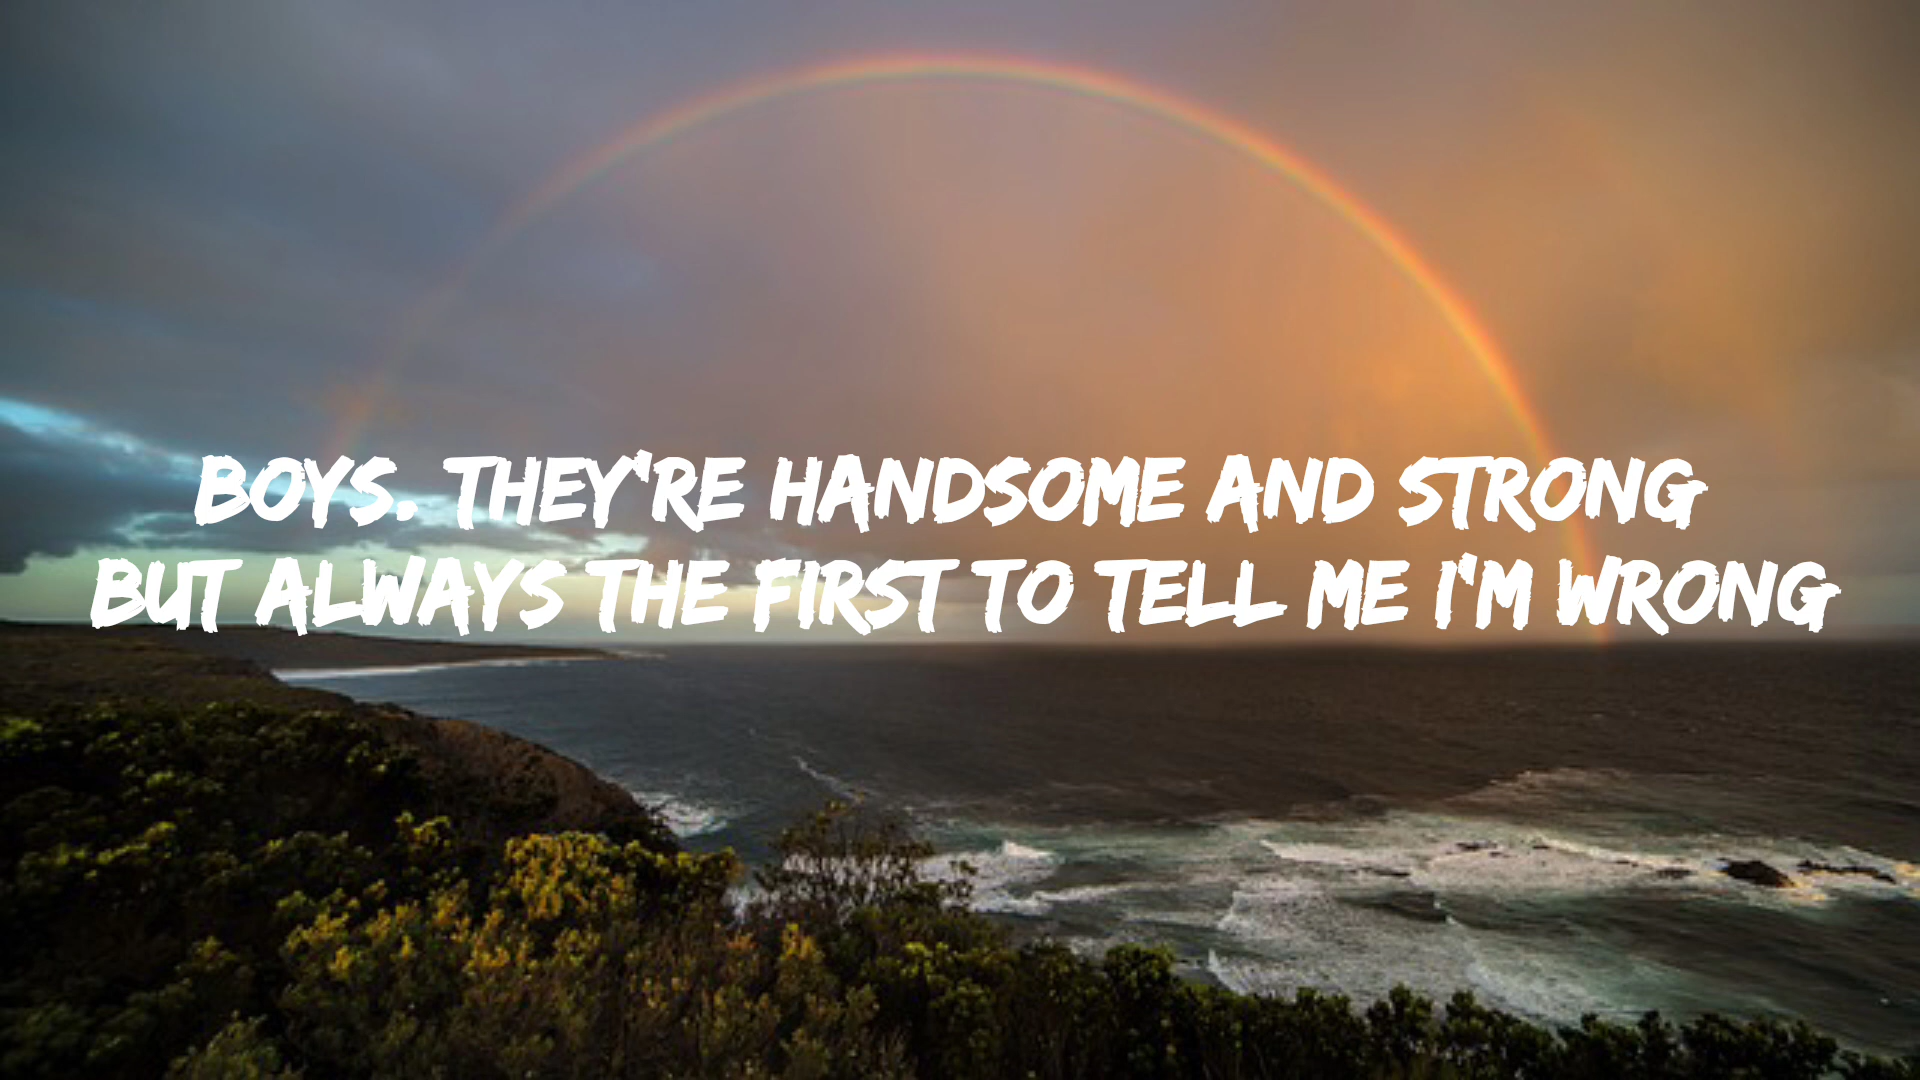 BOYS. THEY'RE HANDSOME AND STRONG
BUT ALWAYS THE FIRST TO TELL ME I'M WRONG